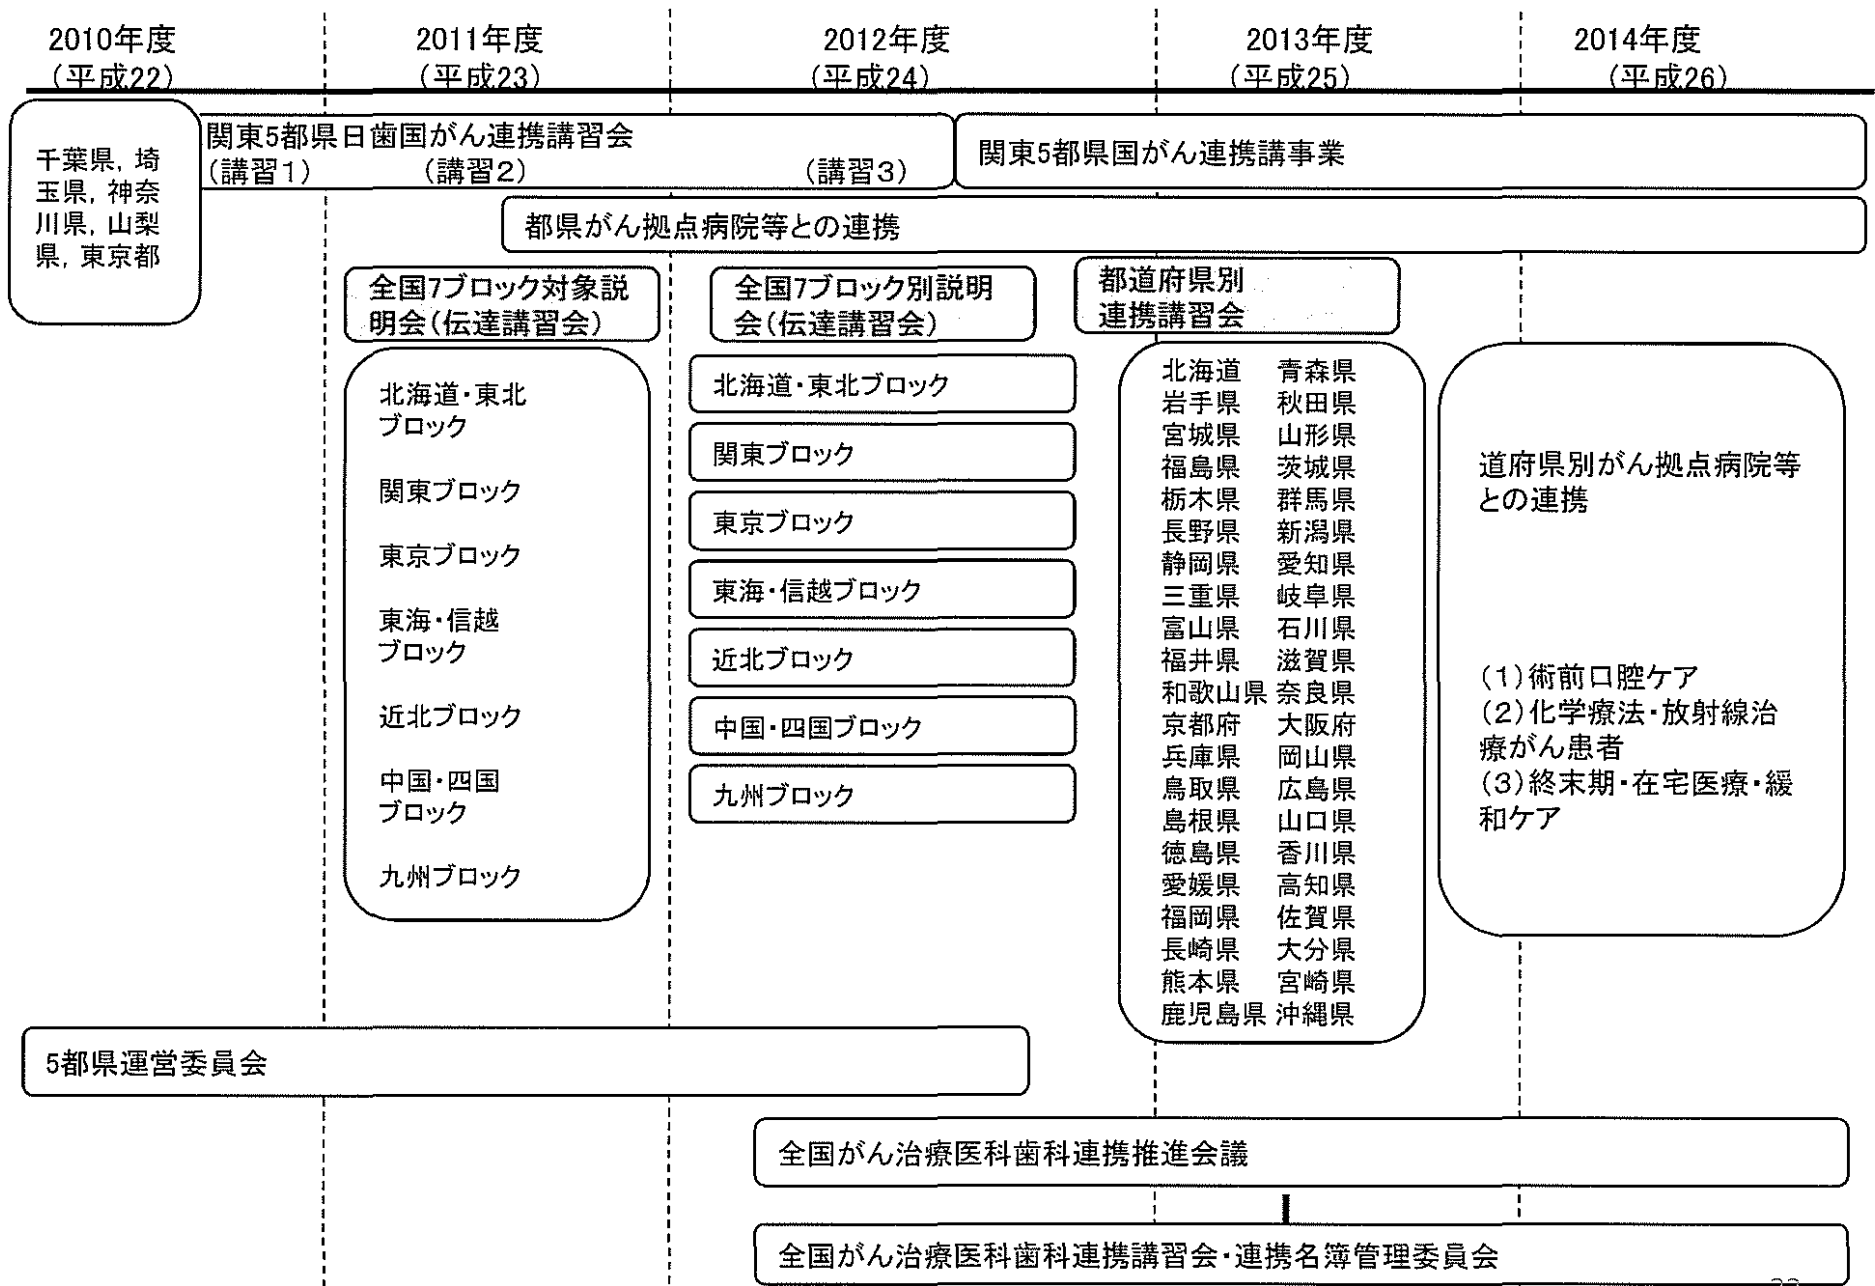 2010年度
(平成22)
2011年度
(平成23)
2012年度
(平成24)
2013年度
(平成25)
2014年度
(平成26)
千葉県, 埼
玉県, 神奈
川県, 山梨
県, 東京都
関東5都県日歯国がん連携講習会
(講習1) (講習2) (講習3)
関東5都県国がん連携講事業
都県がん拠点病院等との連携
全国7ブロック対象説
明会(伝達講習会)
全国7ブロック別説明
会(伝達講習会)
都道府県別
連携講習会
北海道・東北
ブロック
関東ブロック
東京ブロック
東海・信越
ブロック
近北ブロック
中国・四国
ブロック
九州ブロック
北海道・東北ブロック
関東ブロック
東京ブロック
東海・信越ブロック
近北ブロック
中国・四国ブロック
九州ブロック
北海道 青森県
岩手県 秋田県
宮城県 山形県
福島県 茨城県
栃木県 群馬県
長野県 新潟県
静岡県 愛知県
三重県 岐阜県
富山県 石川県
福井県 滋賀県
和歌山県 奈良県
京都府 大阪府
兵庫県 岡山県
鳥取県 広島県
島根県 山口県
徳島県 香川県
愛媛県 高知県
福岡県 佐賀県
長崎県 大分県
熊本県 宮崎県
鹿児島県 沖縄県
道府県別がん拠点病院等
との連携
(1)術前口腔ケア
(2)化学療法・放射線治
療がん患者
(3)終末期・在宅医療・緩
和ケア
5都県運営委員会
全国がん治療医科歯科連携推進会議
全国がん治療医科歯科連携講習会・連携名簿管理委員会